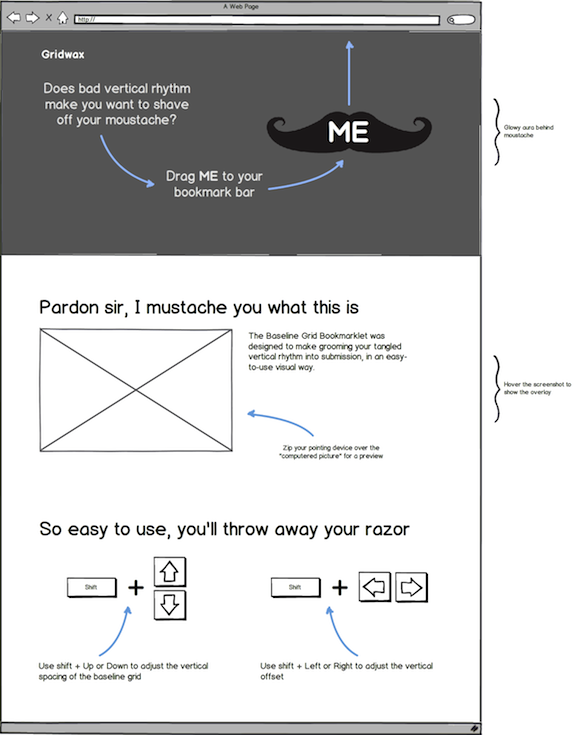 A Web Page
http://
Gridwax
Does bad vertical rhythm
make you want to shave
off your moustache?
ME
Drag ME to your
bookmark bar
Glowy aura behind
moustache
Pardon sir, I mustache you what this is
The Baseline Grid Bookmarklet was
designed to make grooming your tangled
vertical rhythm into submission, in an easy-
to-use visual way.
Hover the screenshot to
show the overlay
Zip your pointing device over the
"computered picture" for a preview
So easy to use, you'll throw away your razor
Shift
+
Shift
+
Use shift + Up or Down to adjust the vertical
spacing of the baseline grid
Use shift + Left or Right to adjust the vertical
offset